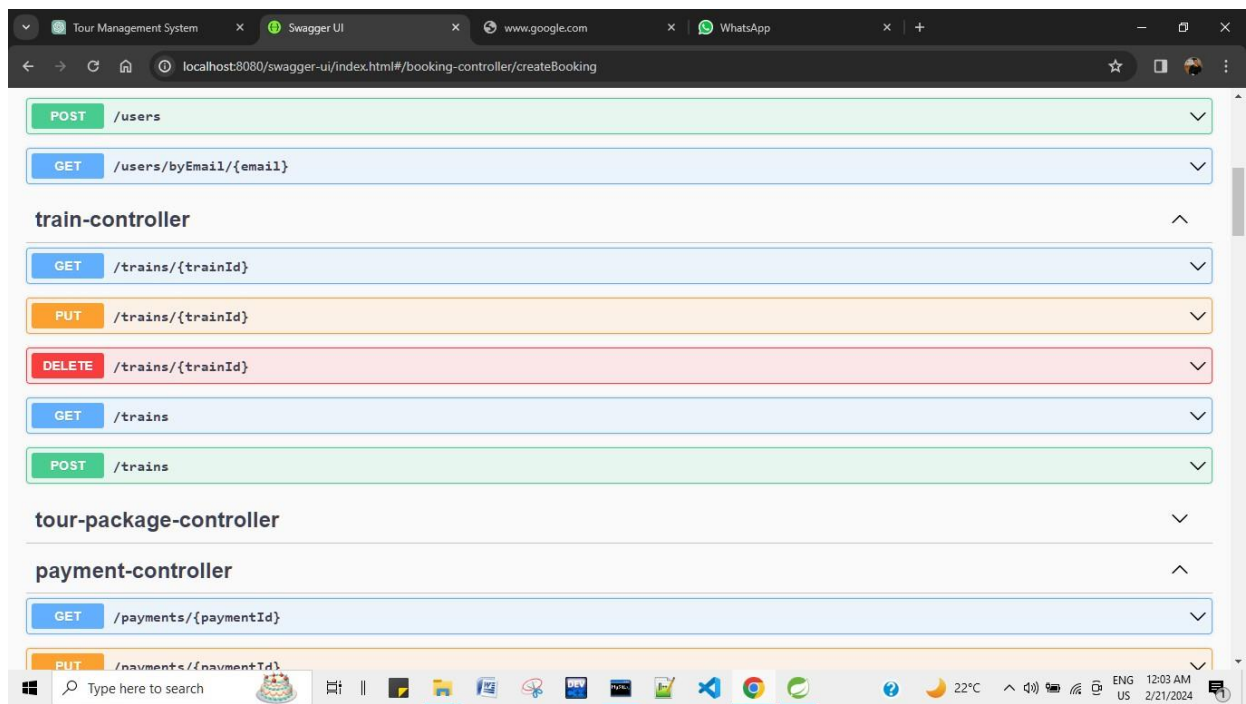 Tour Management System
Swagger UI
www.google.com
WhatsApp
localhost:8080/swagger-ui/index.html#/booking-controller/createBooking
POST /users
GET /users/byEmail/{email}
train-controller
GET /trains/{trainId}
PUT /trains/{trainId}
DELETE /trains/{trainId}
GET /trains
POST /trains
tour-package-controller
payment-controller
GET /payments/{paymentId}
PUT /payments/{paymentId}
Type here to search
22°C
ENG
US
12:03 AM
2/21/2024